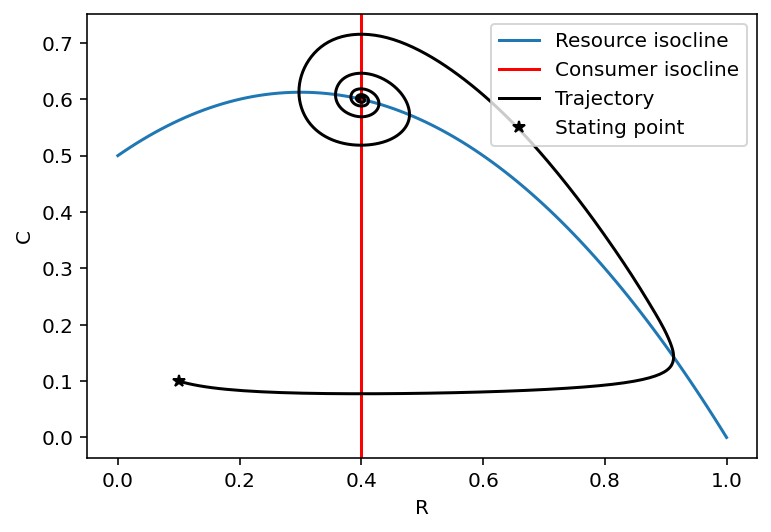 Resource isocline
Consumer isocline
Trajectory
Stating point
C
0.7
0.6
0.5
0.4
0.3
0.2
0.1
0.0
0.0 0.2 0.4 0.6 0.8 1.0
R